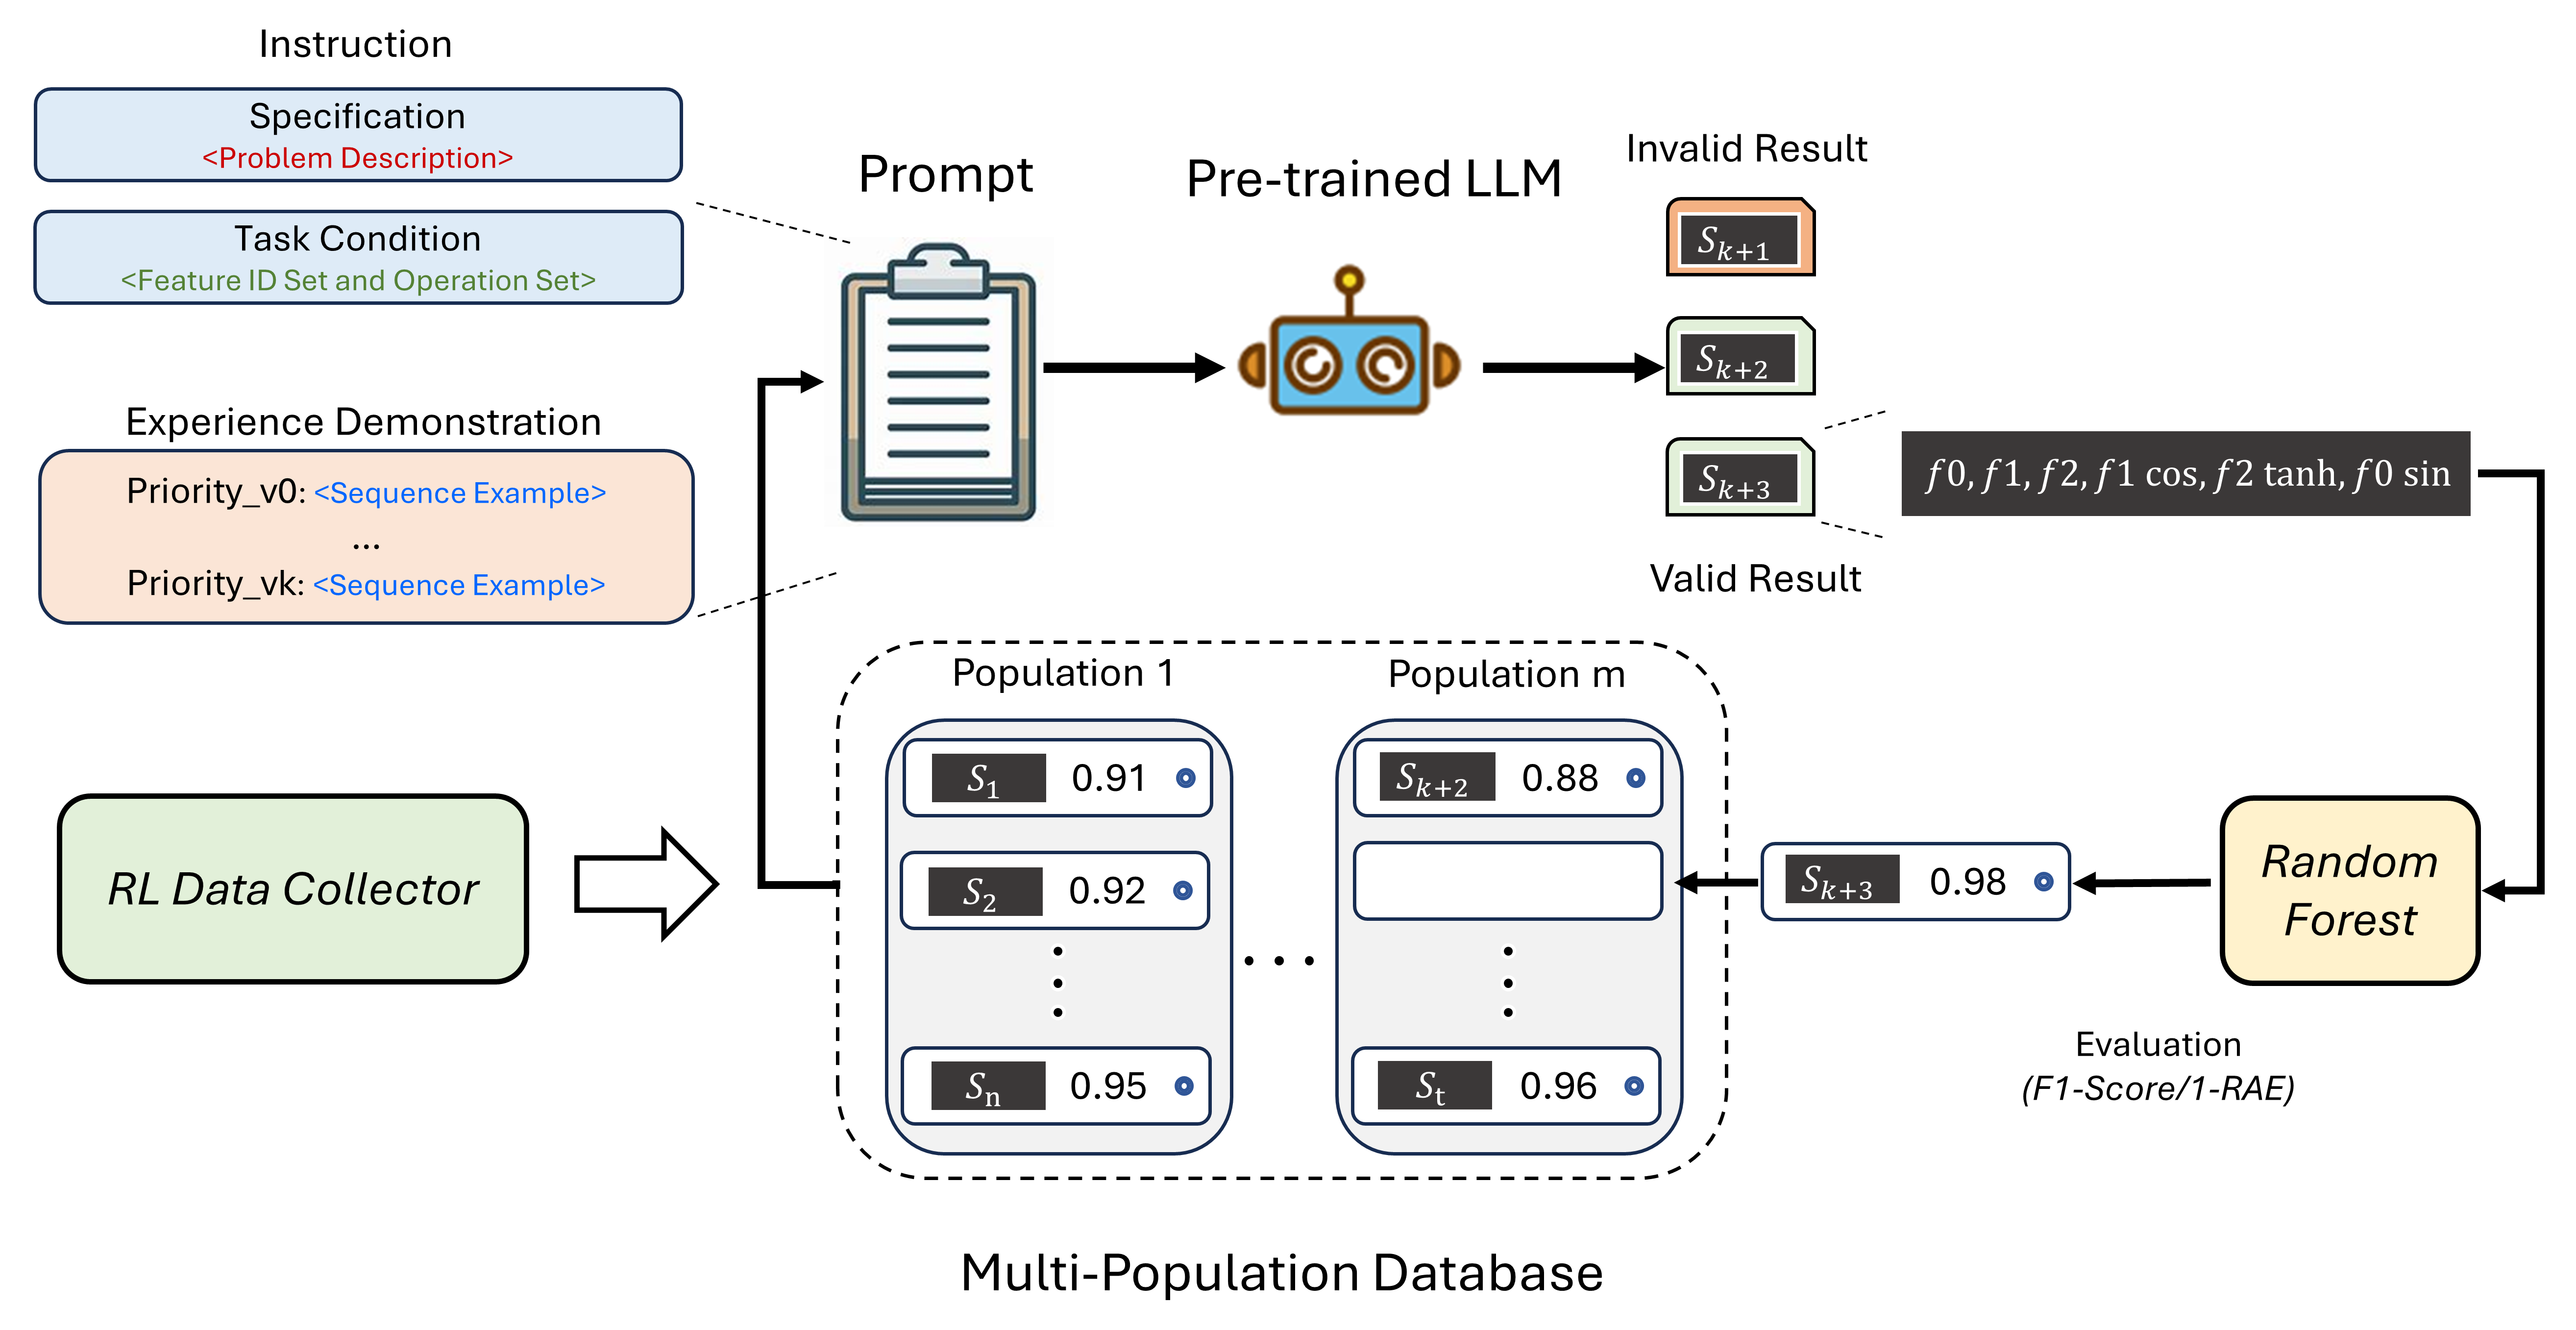 Instruction
Specification
<Problem Description>
Task Condition
<Feature ID Set and Operation Set>
Experience Demonstration
Priority_v0: <Sequence Example>
...
Priority_vk: <Sequence Example>
Prompt
Pre-trained LLM
Invalid Result
S_{k+1}
S_{k+2}
S_{k+3}
Valid Result
f0, f1, f2, f1 cos, f2 tanh, f0 sin
RL Data Collector
Population 1
S_1 0.91
S_2 0.92
S_n 0.95
Population m
S_{k+2} 0.88
S_t 0.96
S_{k+3} 0.98
Random
Forest
Evaluation
(F1-Score/1-RAE)
Multi-Population Database